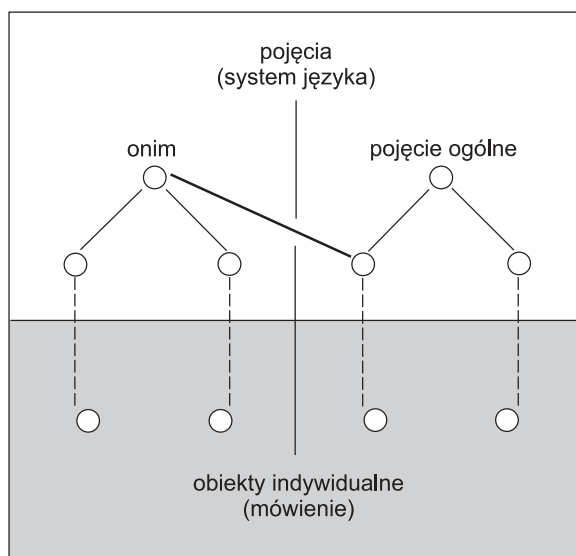 pojęcia
(system języka)
onim
pojęcie ogólne
obiekty indywidualne
(mówienie)